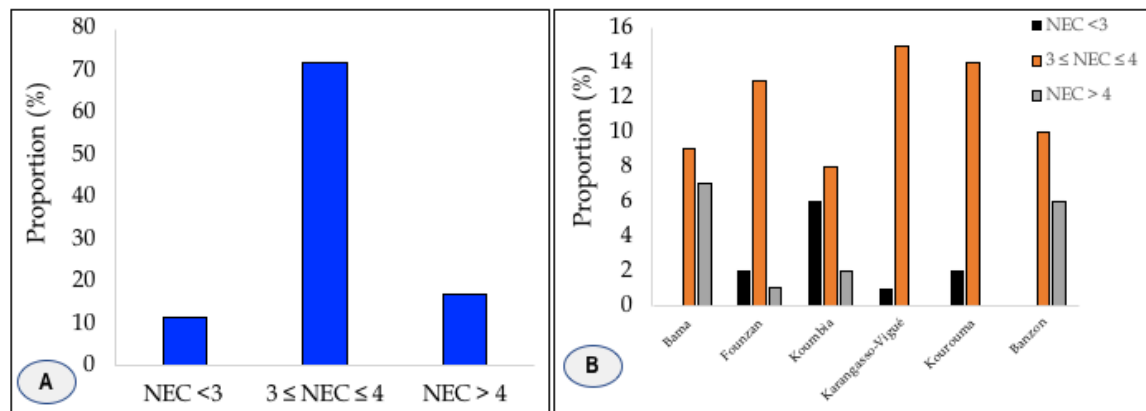 Proportion (%)
80
70
60
50
40
30
20
10
0
NEC <3
3 ≤ NEC ≤ 4
NEC > 4
A
Proportion (%)
16
14
12
10
8
6
4
2
0
NEC <3
3 ≤ NEC ≤ 4
NEC > 4
Bama
Founzan
Koumbia
Karangasso-Vigué
Kourouma
Banzon
B